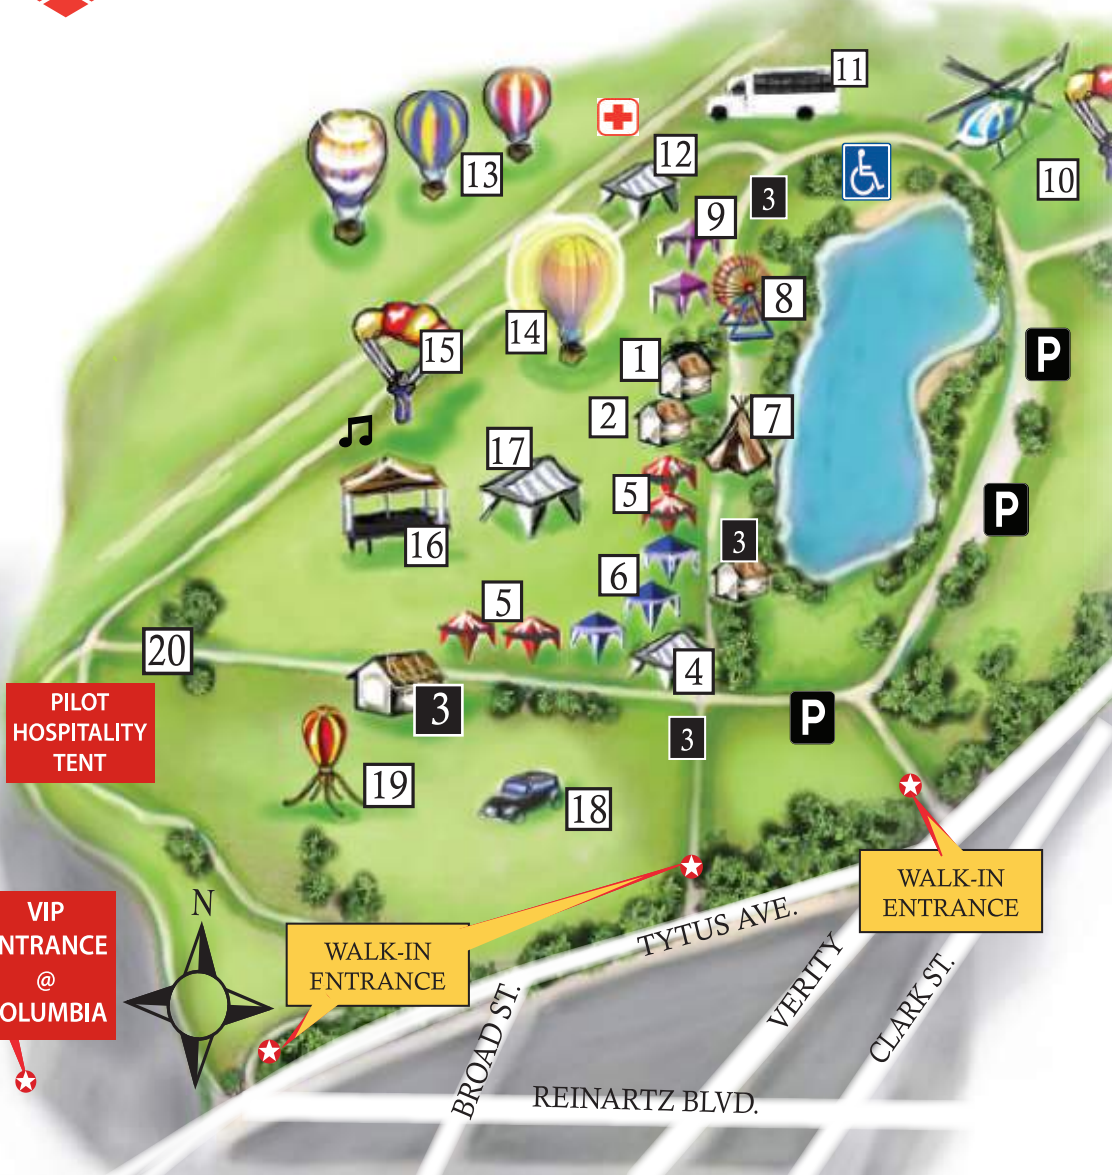 11
13
12
10
9
3
8
14
15
1
P
2
7
17
5
P
16
3
6
5
20
4
PILOT
HOSPITALITY
TENT
3
P
3
19
18
WALK-IN
ENTRANCE
VIP
NTRANCE
@
OLUMBIA
N
WALK-IN
ENTRANCE
TYTUS AVE.
VERITY
CLARK ST.
BROAD ST.
REINARTZ BLVD.